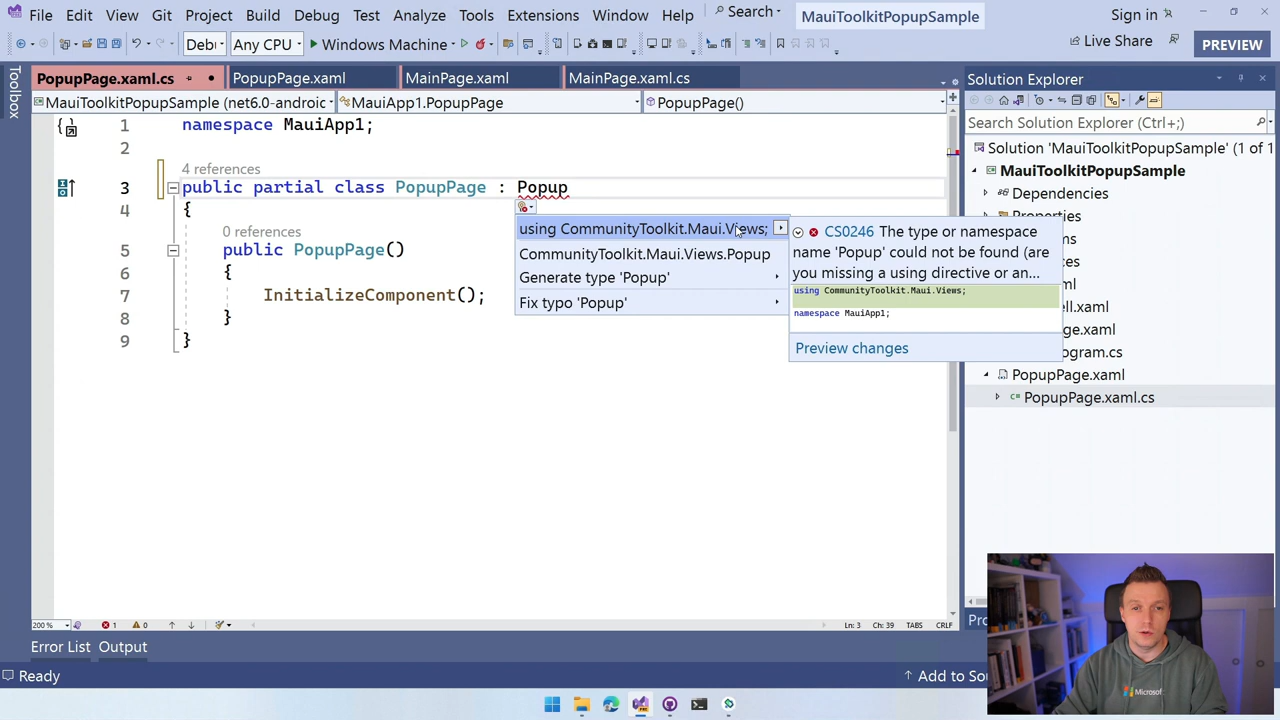 File Edit View Git Project Build Debug Test Analyze Tools Extensions Window Help Search MauiToolkitPopupSample Sign in
Any CPU Windows Machine Live Share PREVIEW
Toolbox
PopupPage.xaml.cs PopupPage.xaml MainPage.xaml MainPage.xaml.cs
MauiToolkitPopupSample (net6.0-android MauiApp1.PopupPage PopupPage()
1 namespace MauiApp1;
2
4 references
3 public partial class PopupPage : Popup
4 {
0 references
5 public PopupPage()
6 {
7 InitializeComponent();
8 }
9 }
using CommunityToolkit.Maui.Views;
CommunityToolkit.Maui.Views.Popup
Generate type 'Popup'
Fix typo 'Popup'
CS0246 The type or namespace
name 'Popup' could not be found (are
you missing a using directive or an...
using CommunityToolkit.Maui.Views;
namespace MauiApp1;
Preview changes
Solution Explorer
Search Solution Explorer (Ctrl+;)
Solution 'MauiToolkitPopupSample' (1 of 1
MauiToolkitPopupSample
Dependencies
Properties
PopupPage.xaml
PopupPage.xaml.cs
200 % 1 0 Ln: 3 Ch: 39 TABS CRLF
Error List Output
Ready Add to Sou
Microsof